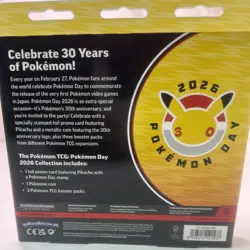 Celebrate 30 Years
of Pokémon!
Every year on February 27, Pokémon fans around
the world celebrate Pokémon Day to commemorate
the release of the very first Pokémon video games
in Japan. Pokémon Day 2026 is an extra-special
occasion–it's Pokémon's 30th anniversary, and
you're invited to the party! Celebrate with a
specially stamped foil promo card featuring
Pikachu and a metallic coin featuring the 30th
anniversary logo, plus three Pokémon TCG
booster packs.
The Pokémon TCG: Pokémon Day
2026 Collection includes:
• 1 foil promo card featuring Pikachu with
a Pokémon Day stamp
• 1 Pokémon coin
• 3 Pokémon TCG booster packs
2026
30
POKÉMON DAY